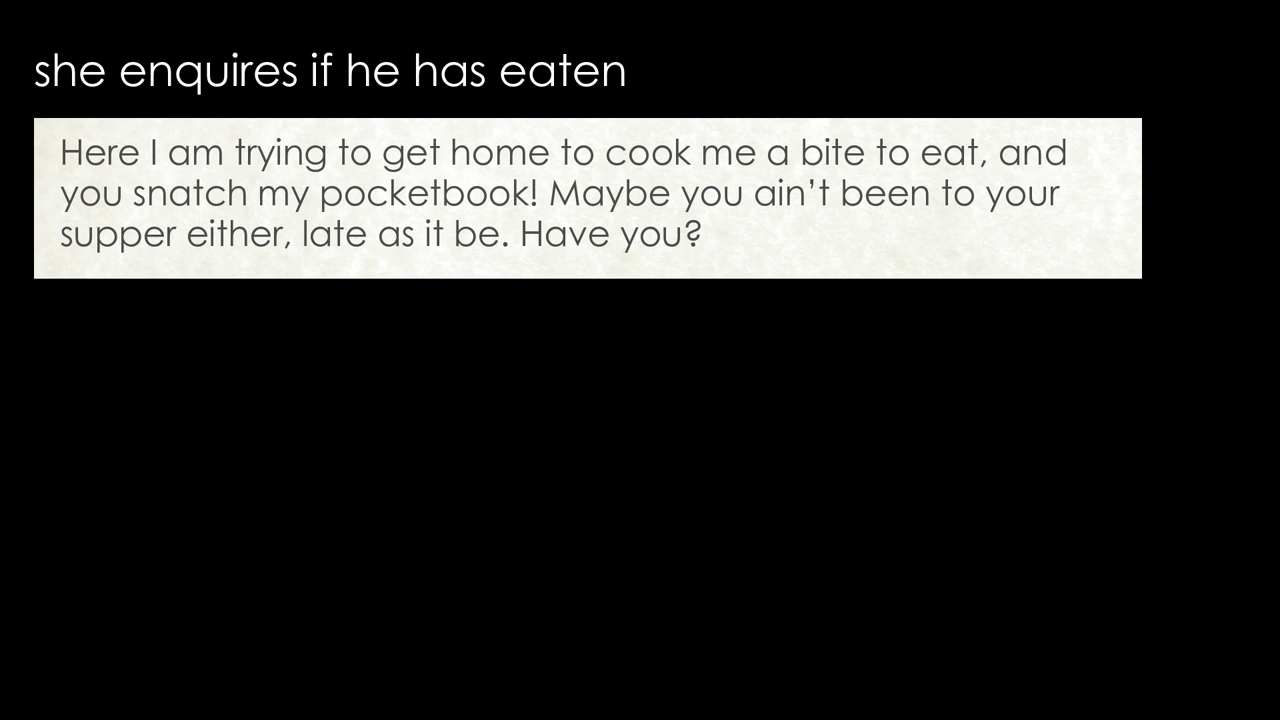 she enquires if he has eaten
Here I am trying to get home to cook me a bite to eat, and
you snatch my pocketbook! Maybe you ain’t been to your
supper either, late as it be. Have you?